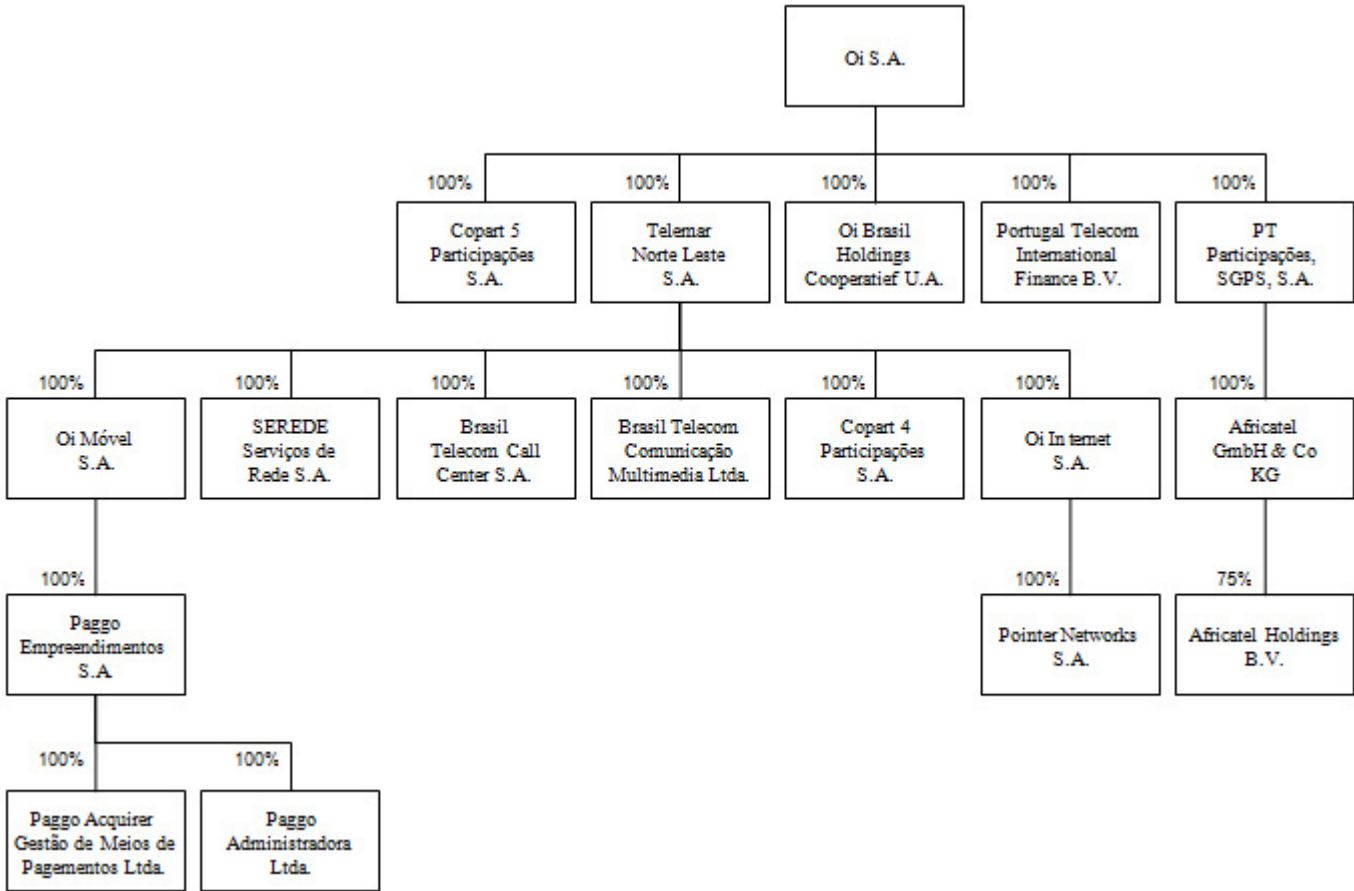 Oi S.A.
100%
100%
100%
100%
100%
Copart 5
Participações
S.A.
Telemar
Norte Leste
S.A.
Oi Brasil
Holdings
Cooperatief U.A.
Portugal Telecom
International
Finance B.V.
PT
Participações,
SGPS, S.A.
100%
100%
100%
100%
100%
100%
100%
Oi Móvel
S.A.
SEREDE
Serviços de
Rede S.A.
Brasil
Telecom Call
Center S.A.
Brasil Telecom
Comunicação
Multimedia Ltda.
Copart 4
Participações
S.A.
Oi Internet
S.A.
Africatel
GmbH & Co
KG
100%
100%
75%
Paggo
Empreendimentos
S.A
Pointer Networks
S.A.
Africatel Holdings
B.V.
100%
100%
Paggo Acquirer
Gestão de Meios de
Pagementos Ltda.
Paggo
Administradora
Ltda.